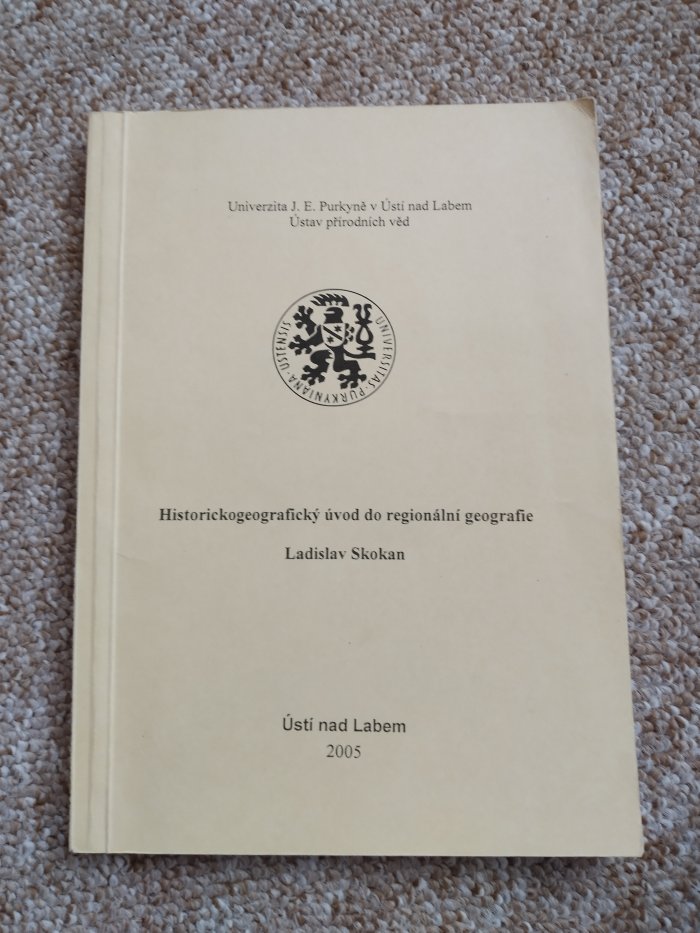 Univerzita J. E. Purkyně v Ústí nad Labem
Ústav přírodních věd
UNIVERSITAS · PURKYNIANA · USTENSIS
Historickogeografický úvod do regionální geografie
Ladislav Skokan
Ústí nad Labem
2005